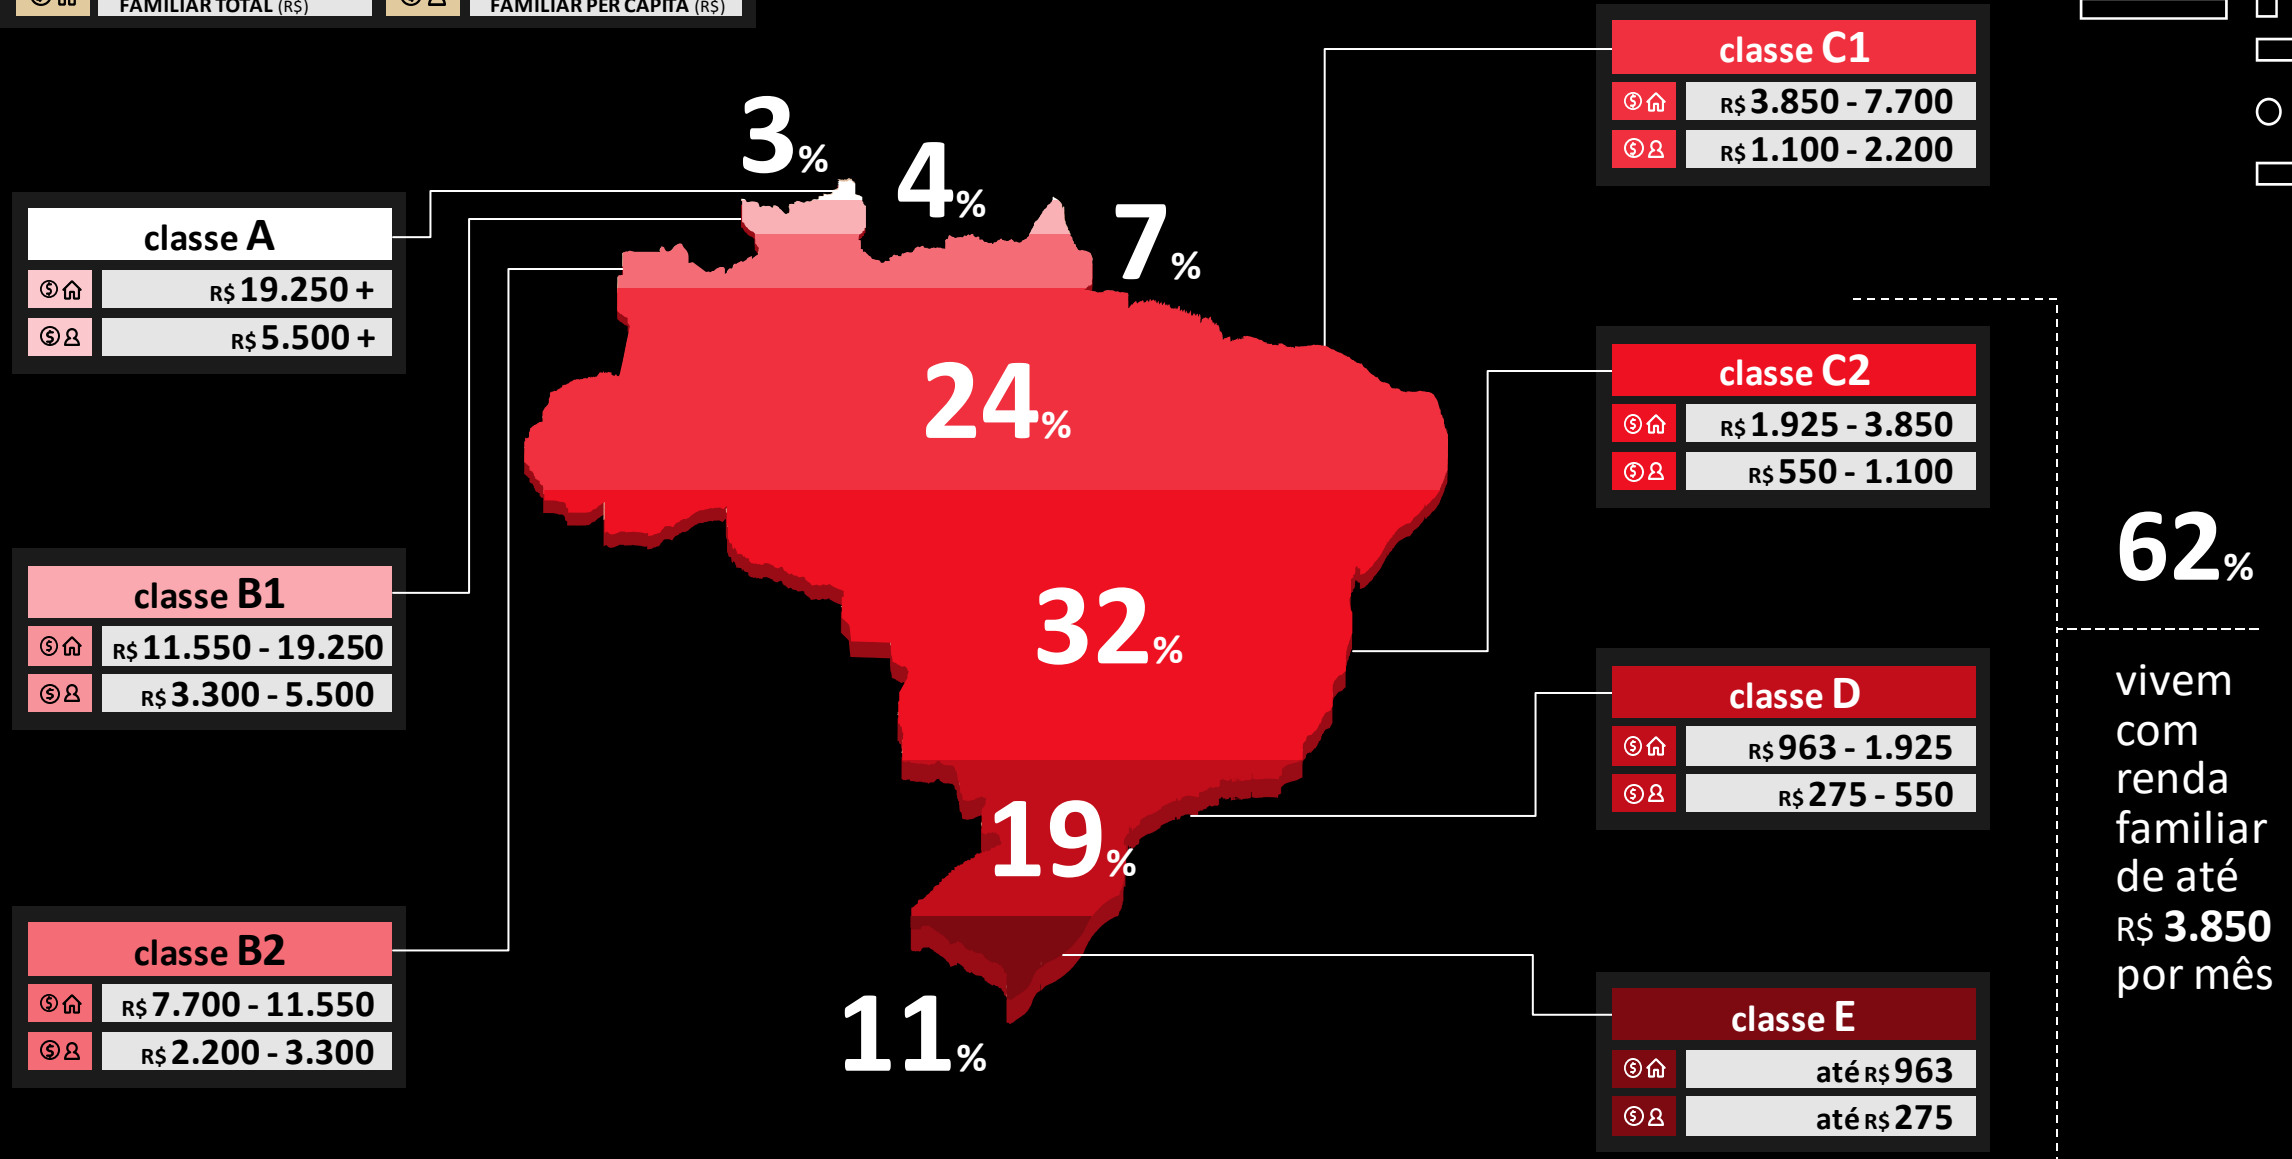 FAMILIAR TOTAL (R$)
FAMILIAR PER CAPITA (R$)
3%
4%
7%
24%
32%
19%
11%
classe A
R$ 19.250 +
R$ 5.500 +
classe B1
R$ 11.550 - 19.250
R$ 3.300 - 5.500
classe B2
R$ 7.700 - 11.550
R$ 2.200 - 3.300
classe C1
R$ 3.850 - 7.700
R$ 1.100 - 2.200
classe C2
R$ 1.925 - 3.850
R$ 550 - 1.100
classe D
R$ 963 - 1.925
R$ 275 - 550
classe E
até R$ 963
até R$ 275
62%
vivem
com
renda
familiar
de até
R$ 3.850
por mês